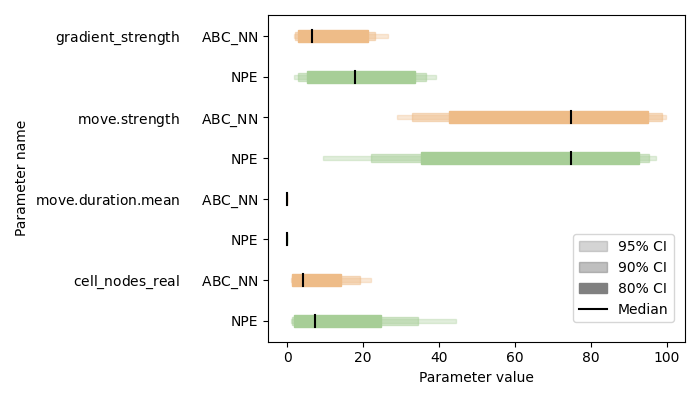 gradient_strength ABC_NN
NPE
move.strength ABC_NN
NPE
move.duration.mean ABC_NN
NPE
cell_nodes_real ABC_NN
NPE
Parameter name
95% CI
90% CI
80% CI
Median
0 20 40 60 80 100
Parameter value